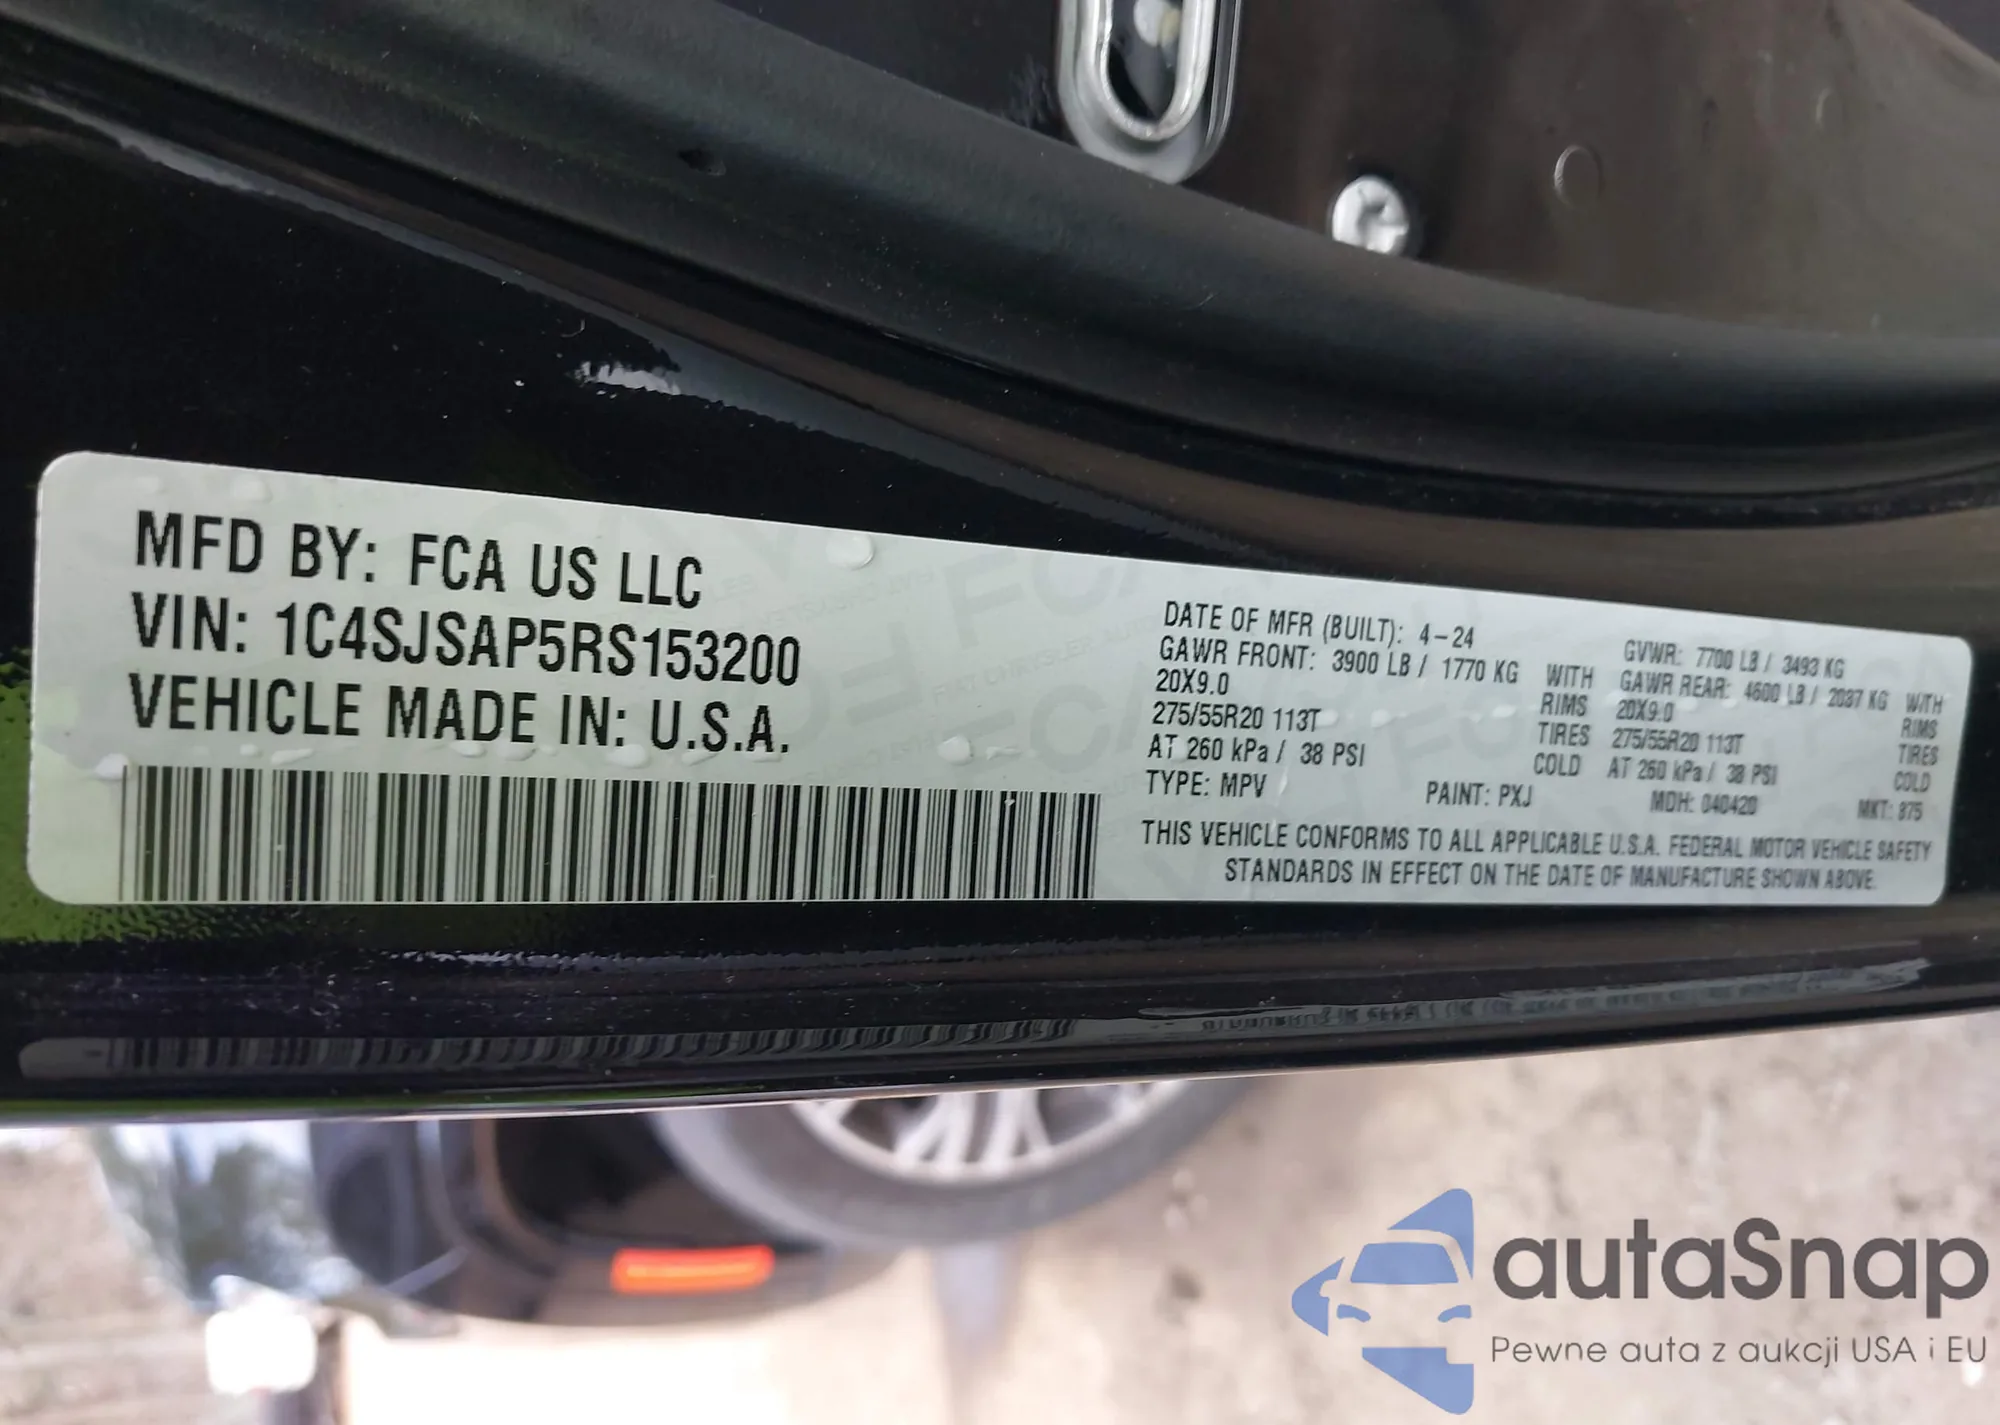 MFD BY: FCA US LLC
VIN: 1C4SJSAP5RS153200
VEHICLE MADE IN: U.S.A.
DATE OF MFR (BUILT): 4-24
GVWR: 7700 LB / 3493 KG
GAWR FRONT: 3900 LB / 1770 KG WITH
GAWR REAR: 4600 LB / 2087 KG WITH
20X9.0 RIMS
20X9.0 RIMS
275/55R20 113T TIRES
275/55R20 113T TIRES
AT 260 kPa / 38 PSI COLD
AT 260 kPa / 38 PSI COLD
TYPE: MPV PAINT: PXJ MDH: 040420 MKT: 875
THIS VEHICLE CONFORMS TO ALL APPLICABLE U.S.A. FEDERAL MOTOR VEHICLE SAFETY
STANDARDS IN EFFECT ON THE DATE OF MANUFACTURE SHOWN ABOVE.
autaSnap
Pewne auta z aukcji USA i EU